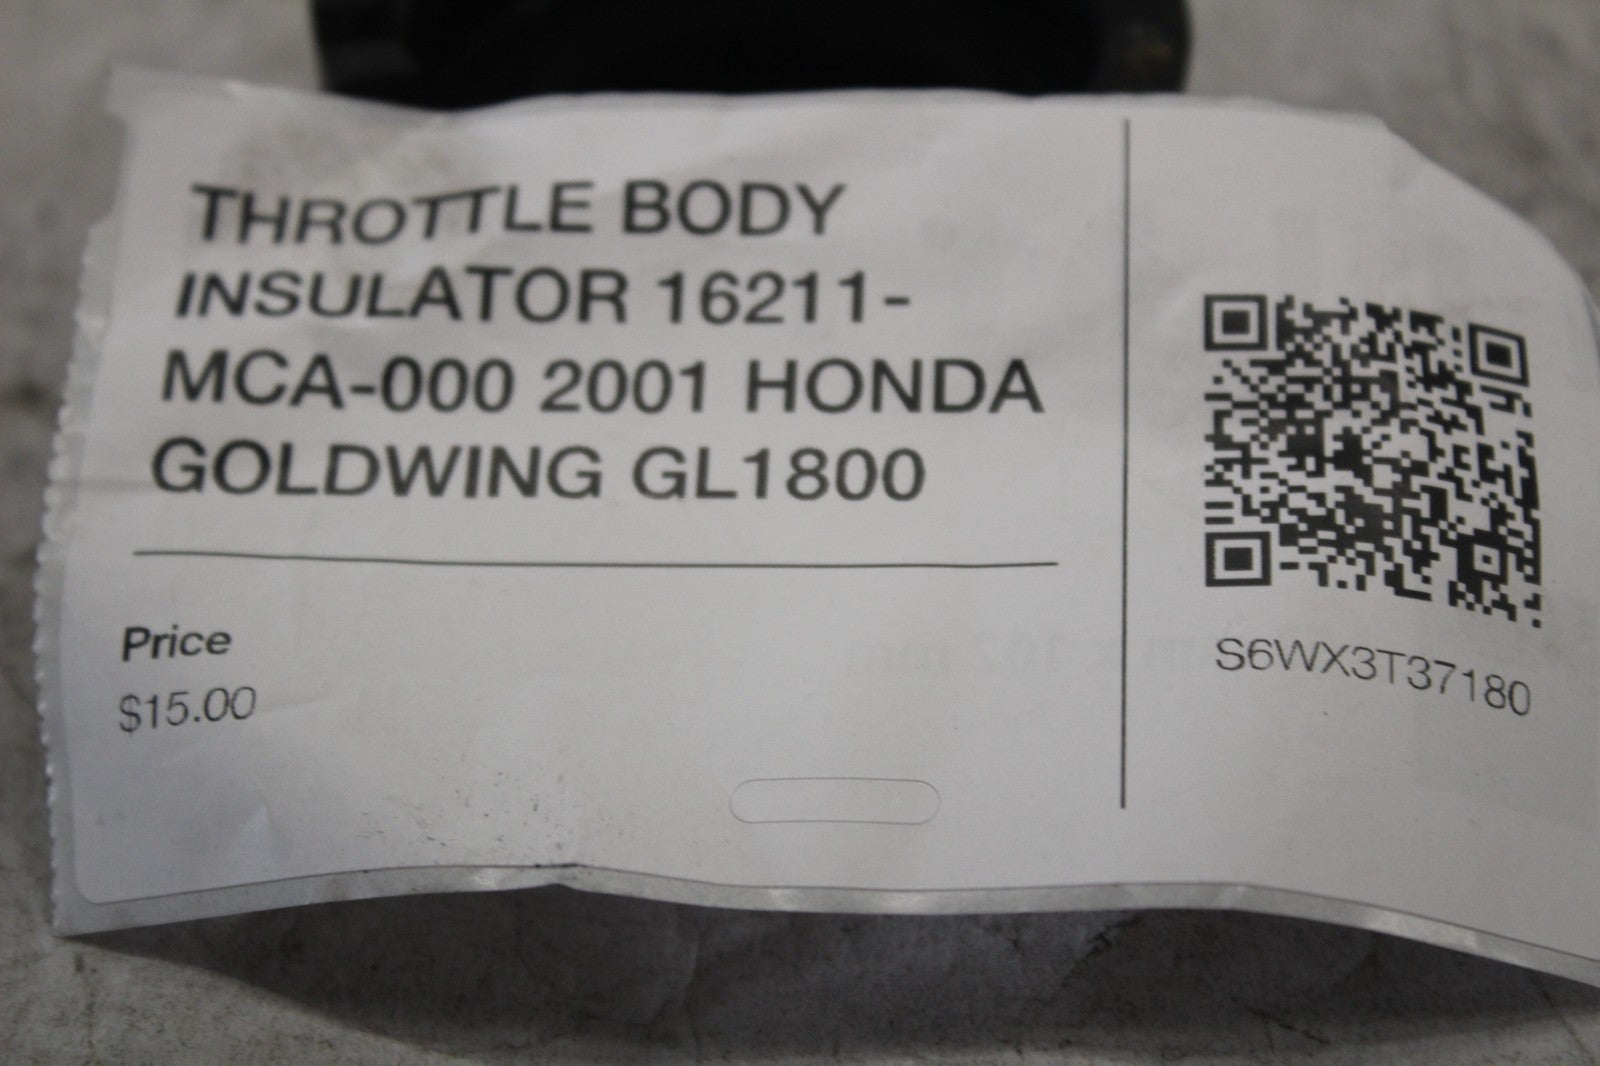 THROTTLE BODY
INSULATOR 16211-
MCA-000 2001 HONDA
GOLDWING GL1800
Price
$15.00
S6WX3T37180